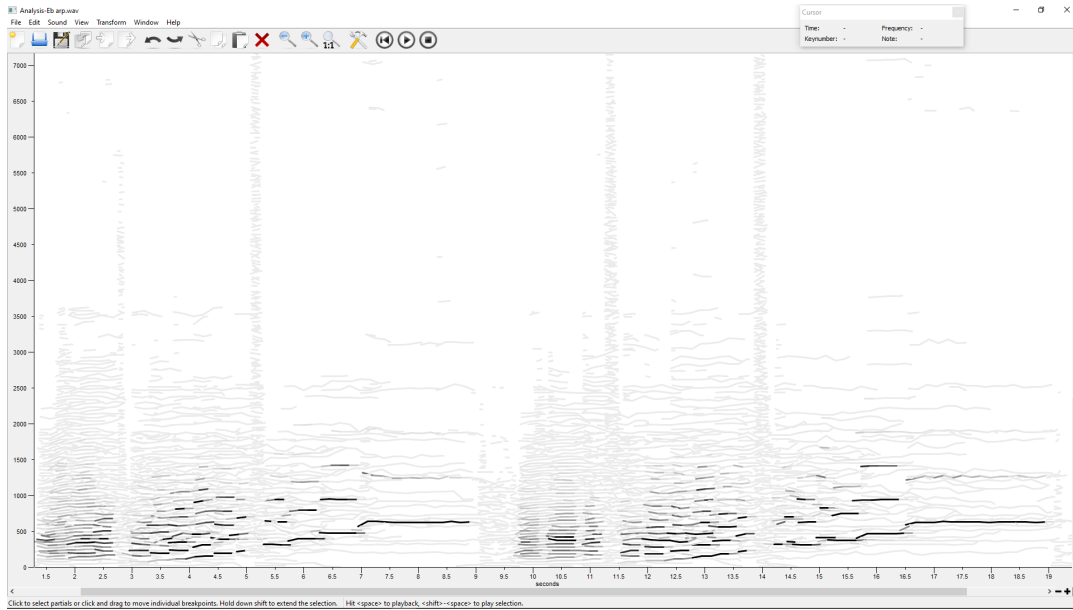 Analysis-Eb arp.wav
File Edit Sound View Transform Window Help
Cursor
Time: - Frequency: -
Keynumber: - Note: -
1:1
7000
6500
6000
5500
5000
4500
4000
3500
3000
2500
2000
1500
1000
500
0
1.5 2 2.5 3 3.5 4 4.5 5 5.5 6 6.5 7 7.5 8 8.5 9 9.5 10 10.5 11 11.5 12 12.5 13 13.5 14 14.5 15 15.5 16 16.5 17 17.5 18 18.5 19
seconds
Click to select partials or click and drag to move individual breakpoints. Hold down shift to extend the selection. Hit <space> to playback, <shift>-<space> to play selection.